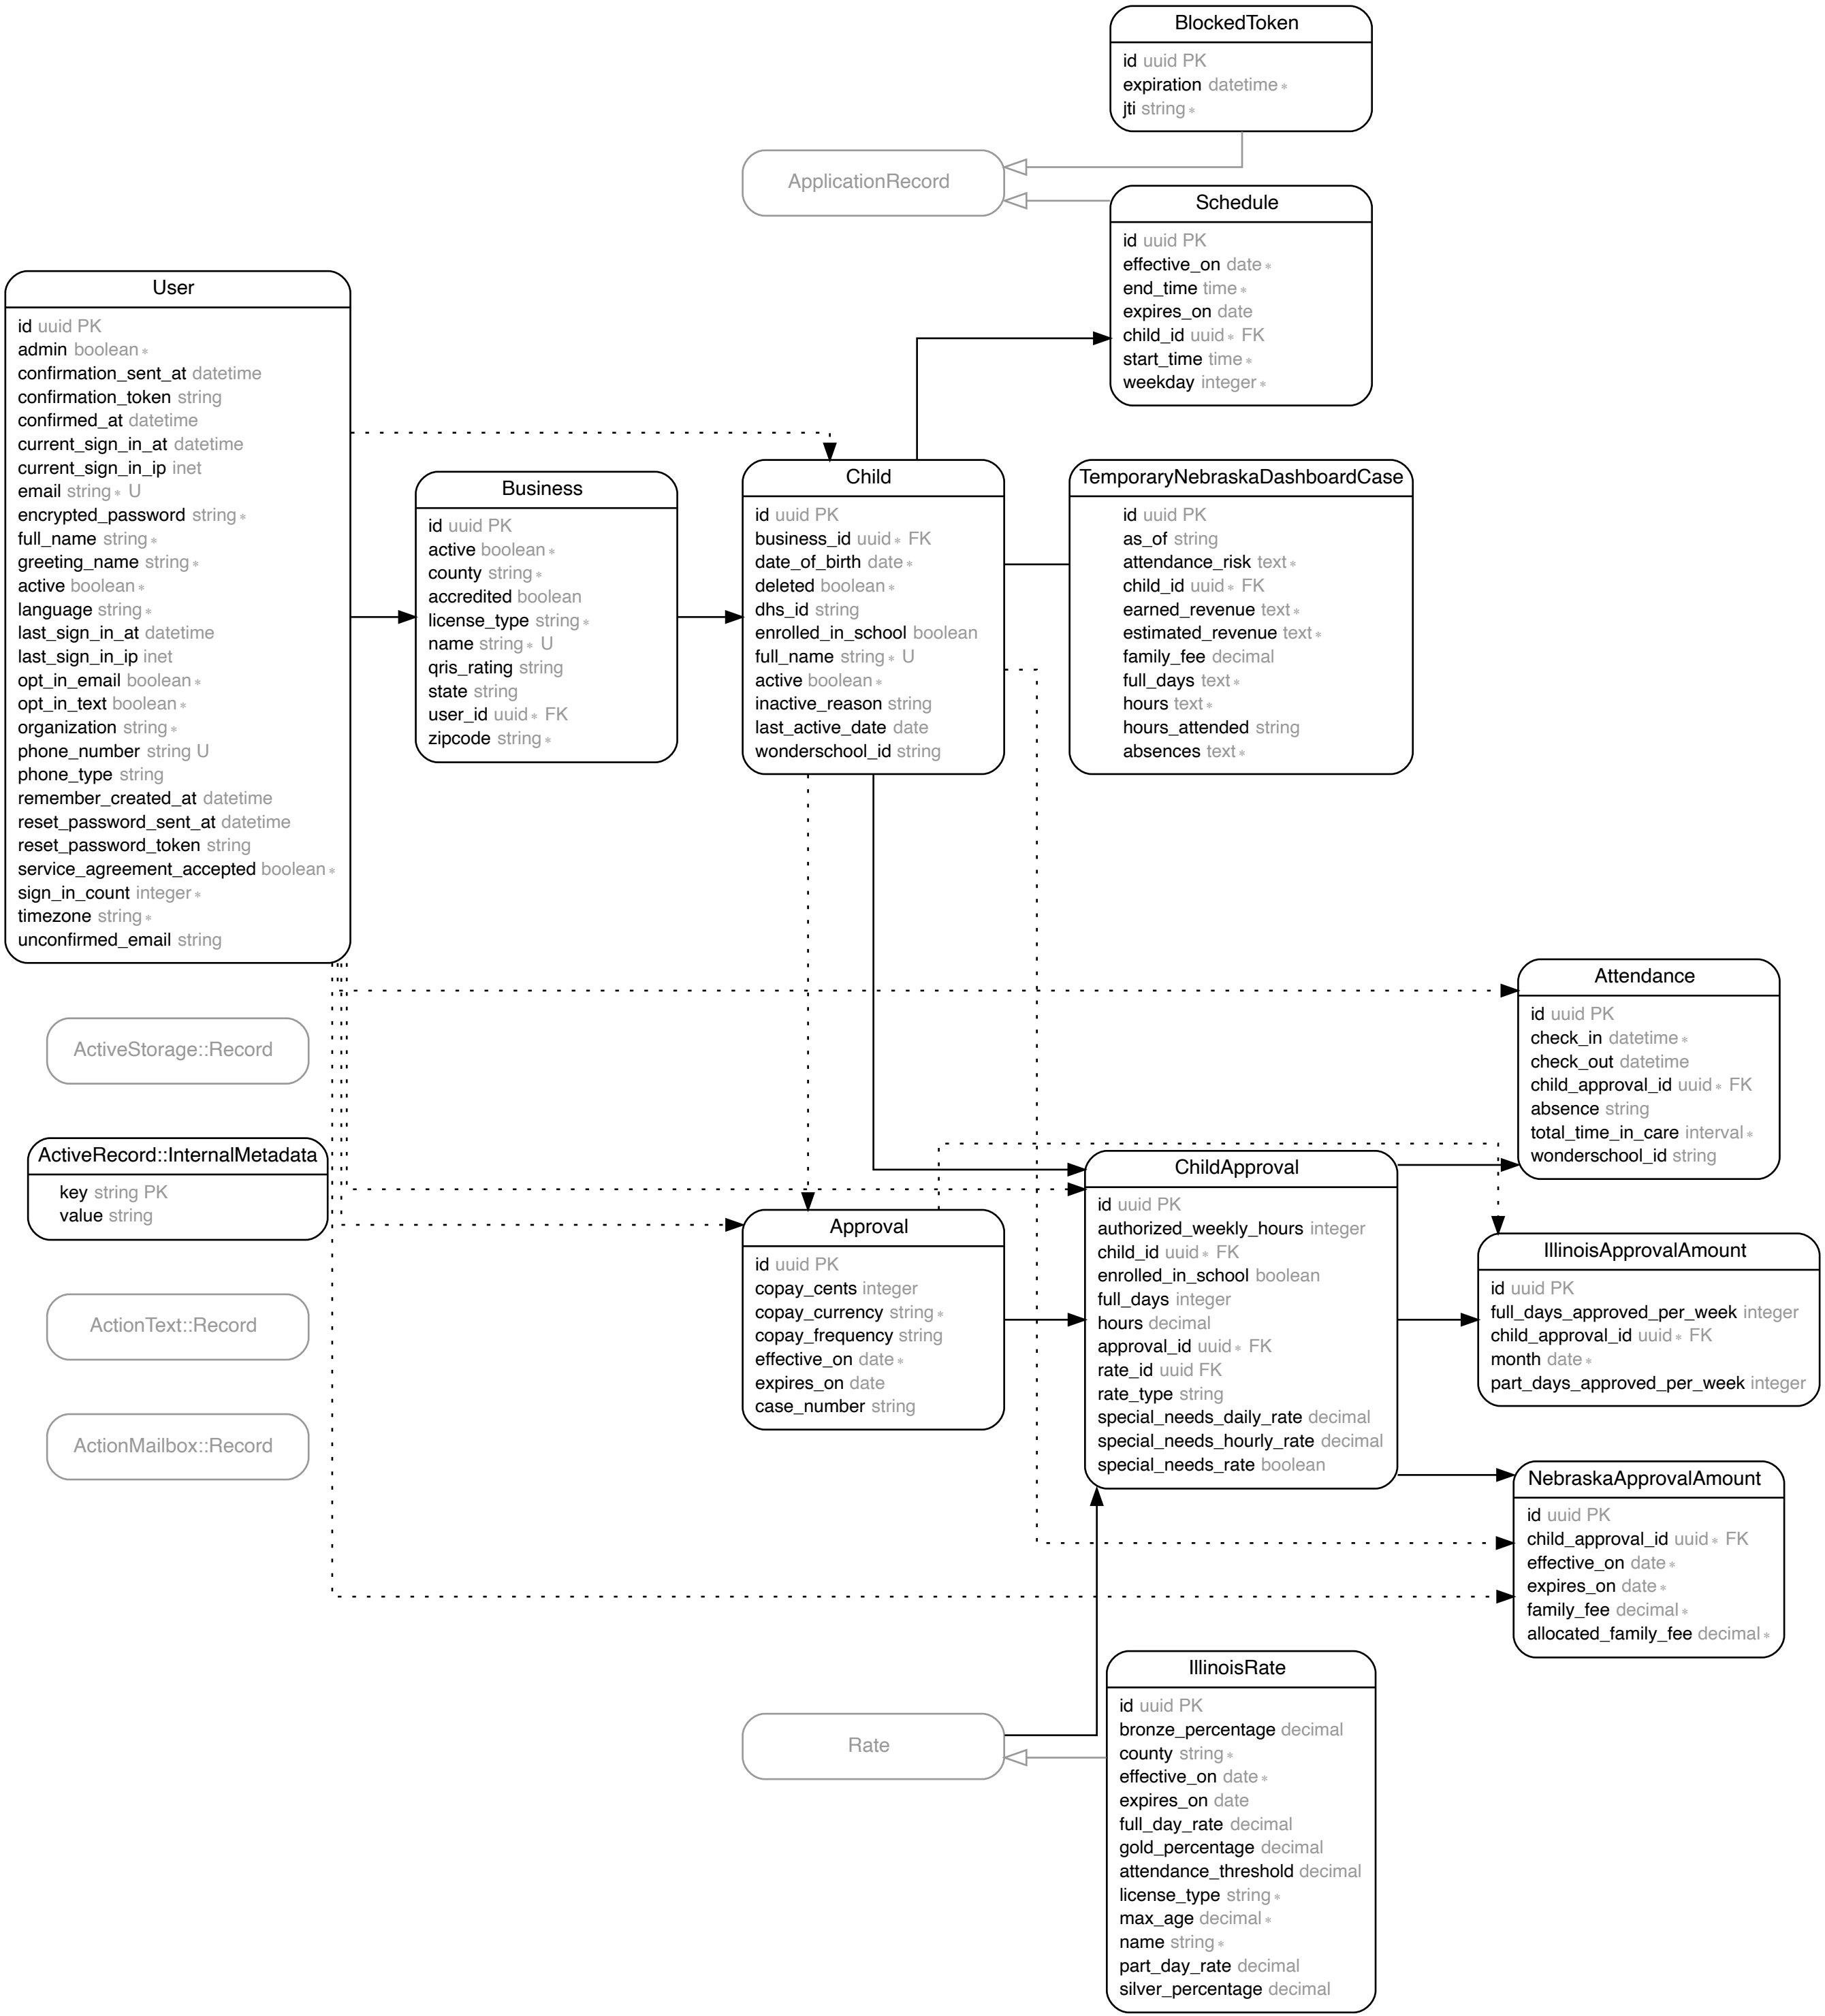 BlockedToken
id uuid PK
expiration datetime ∗
jti string ∗
ApplicationRecord
Schedule
id uuid PK
effective_on date ∗
end_time time ∗
expires_on date
child_id uuid ∗ FK
start_time time ∗
weekday integer ∗
User
id uuid PK
admin boolean ∗
confirmation_sent_at datetime
confirmation_token string
confirmed_at datetime
current_sign_in_at datetime
current_sign_in_ip inet
email string ∗ U
encrypted_password string ∗
full_name string ∗
greeting_name string ∗
active boolean ∗
language string ∗
last_sign_in_at datetime
last_sign_in_ip inet
opt_in_email boolean ∗
opt_in_text boolean ∗
organization string ∗
phone_number string U
phone_type string
remember_created_at datetime
reset_password_sent_at datetime
reset_password_token string
service_agreement_accepted boolean ∗
sign_in_count integer ∗
timezone string ∗
unconfirmed_email string
Business
id uuid PK
active boolean ∗
county string ∗
accredited boolean
license_type string ∗
name string ∗ U
qris_rating string
state string
user_id uuid ∗ FK
zipcode string ∗
Child
id uuid PK
business_id uuid ∗ FK
date_of_birth date ∗
deleted boolean ∗
dhs_id string
enrolled_in_school boolean
full_name string ∗ U
active boolean ∗
inactive_reason string
last_active_date date
wonderschool_id string
TemporaryNebraskaDashboardCase
id uuid PK
as_of string
attendance_risk text ∗
child_id uuid ∗ FK
earned_revenue text ∗
estimated_revenue text ∗
family_fee decimal
full_days text ∗
hours text ∗
hours_attended string
absences text ∗
Attendance
id uuid PK
check_in datetime ∗
check_out datetime
child_approval_id uuid ∗ FK
absence string
total_time_in_care interval ∗
wonderschool_id string
ActiveStorage::Record
ActiveRecord::InternalMetadata
key string PK
value string
ActionText::Record
ActionMailbox::Record
Approval
id uuid PK
copay_cents integer
copay_currency string ∗
copay_frequency string
effective_on date ∗
expires_on date
case_number string
ChildApproval
id uuid PK
authorized_weekly_hours integer
child_id uuid ∗ FK
enrolled_in_school boolean
full_days integer
hours decimal
approval_id uuid ∗ FK
rate_id uuid FK
rate_type string
special_needs_daily_rate decimal
special_needs_hourly_rate decimal
special_needs_rate boolean
IllinoisApprovalAmount
id uuid PK
full_days_approved_per_week integer
child_approval_id uuid ∗ FK
month date ∗
part_days_approved_per_week integer
NebraskaApprovalAmount
id uuid PK
child_approval_id uuid ∗ FK
effective_on date ∗
expires_on date ∗
family_fee decimal ∗
allocated_family_fee decimal ∗
Rate
IllinoisRate
id uuid PK
bronze_percentage decimal
county string ∗
effective_on date ∗
expires_on date
full_day_rate decimal
gold_percentage decimal
attendance_threshold decimal
license_type string ∗
max_age decimal ∗
name string ∗
part_day_rate decimal
silver_percentage decimal